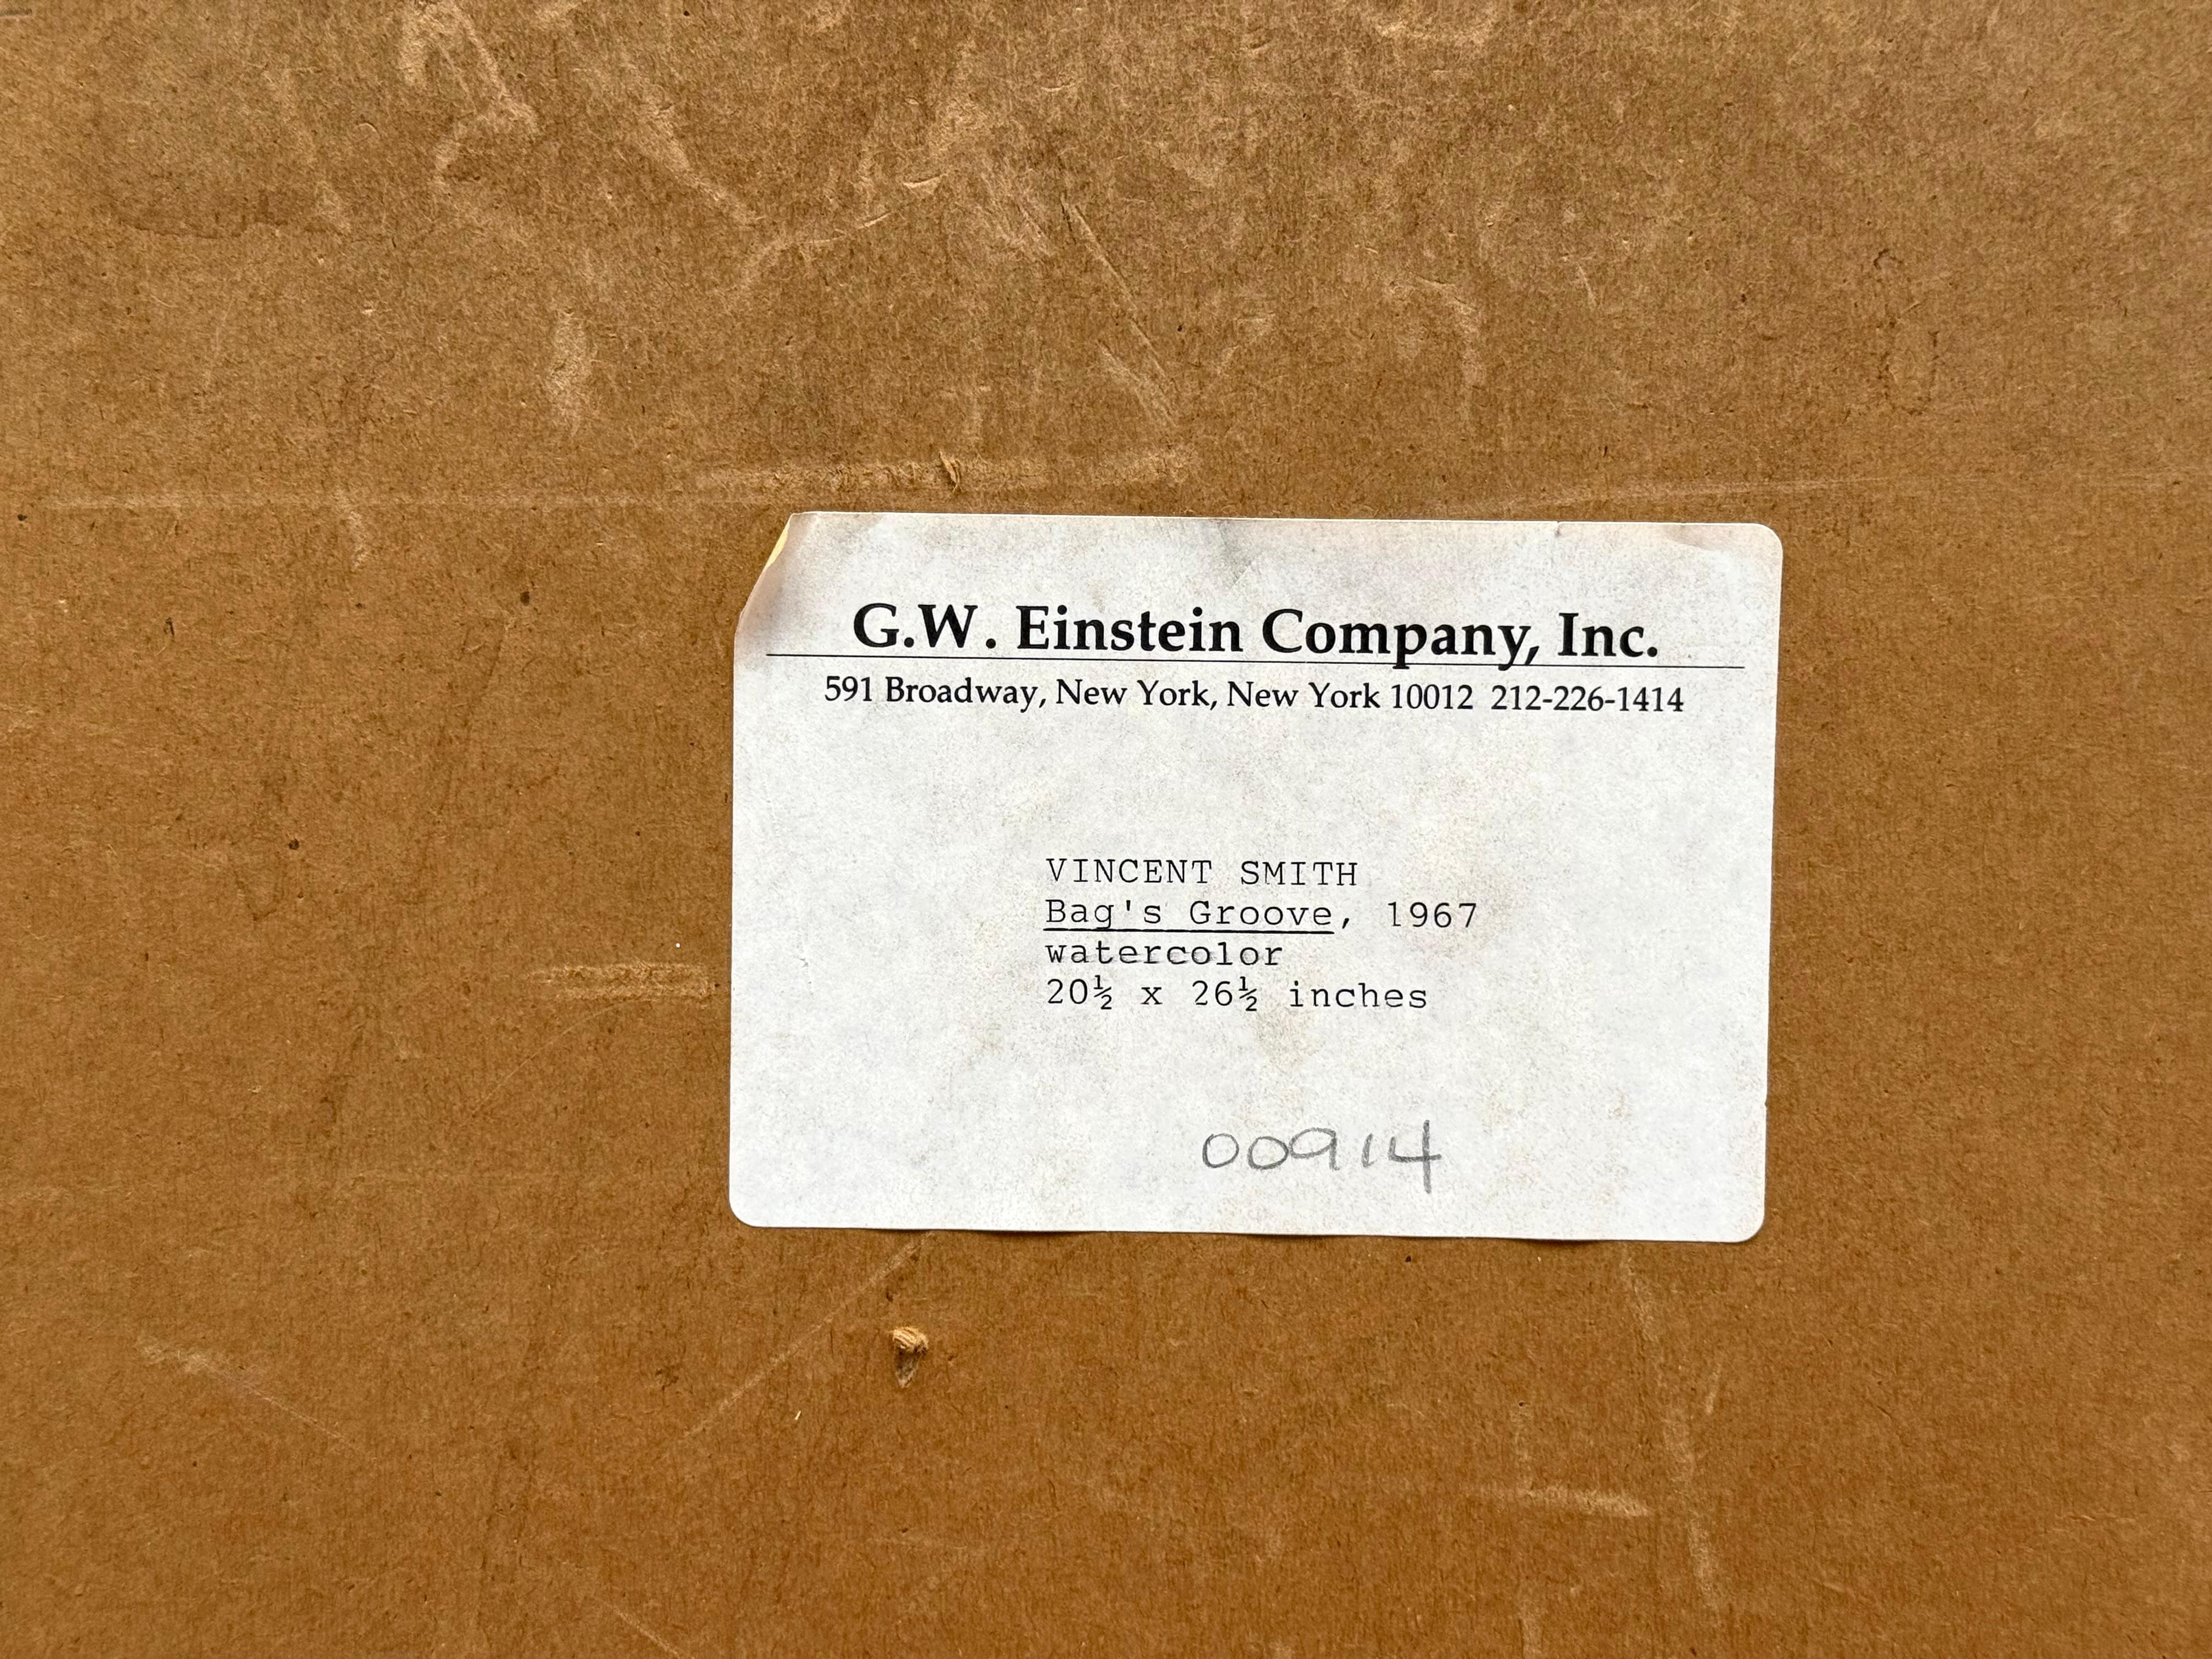 G.W. Einstein Company, Inc.
591 Broadway, New York, New York 10012 212-226-1414
VINCENT SMITH
Bag's Groove, 1967
watercolor
20½ x 26½ inches
00914